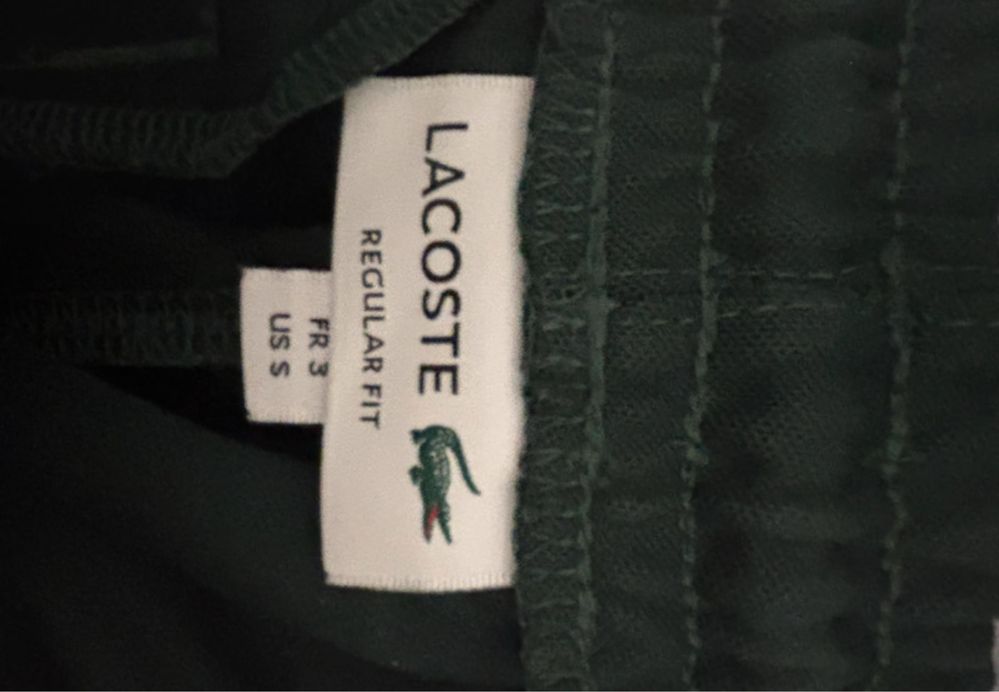 LACOSTE
REGULAR FIT
FR 3
US S